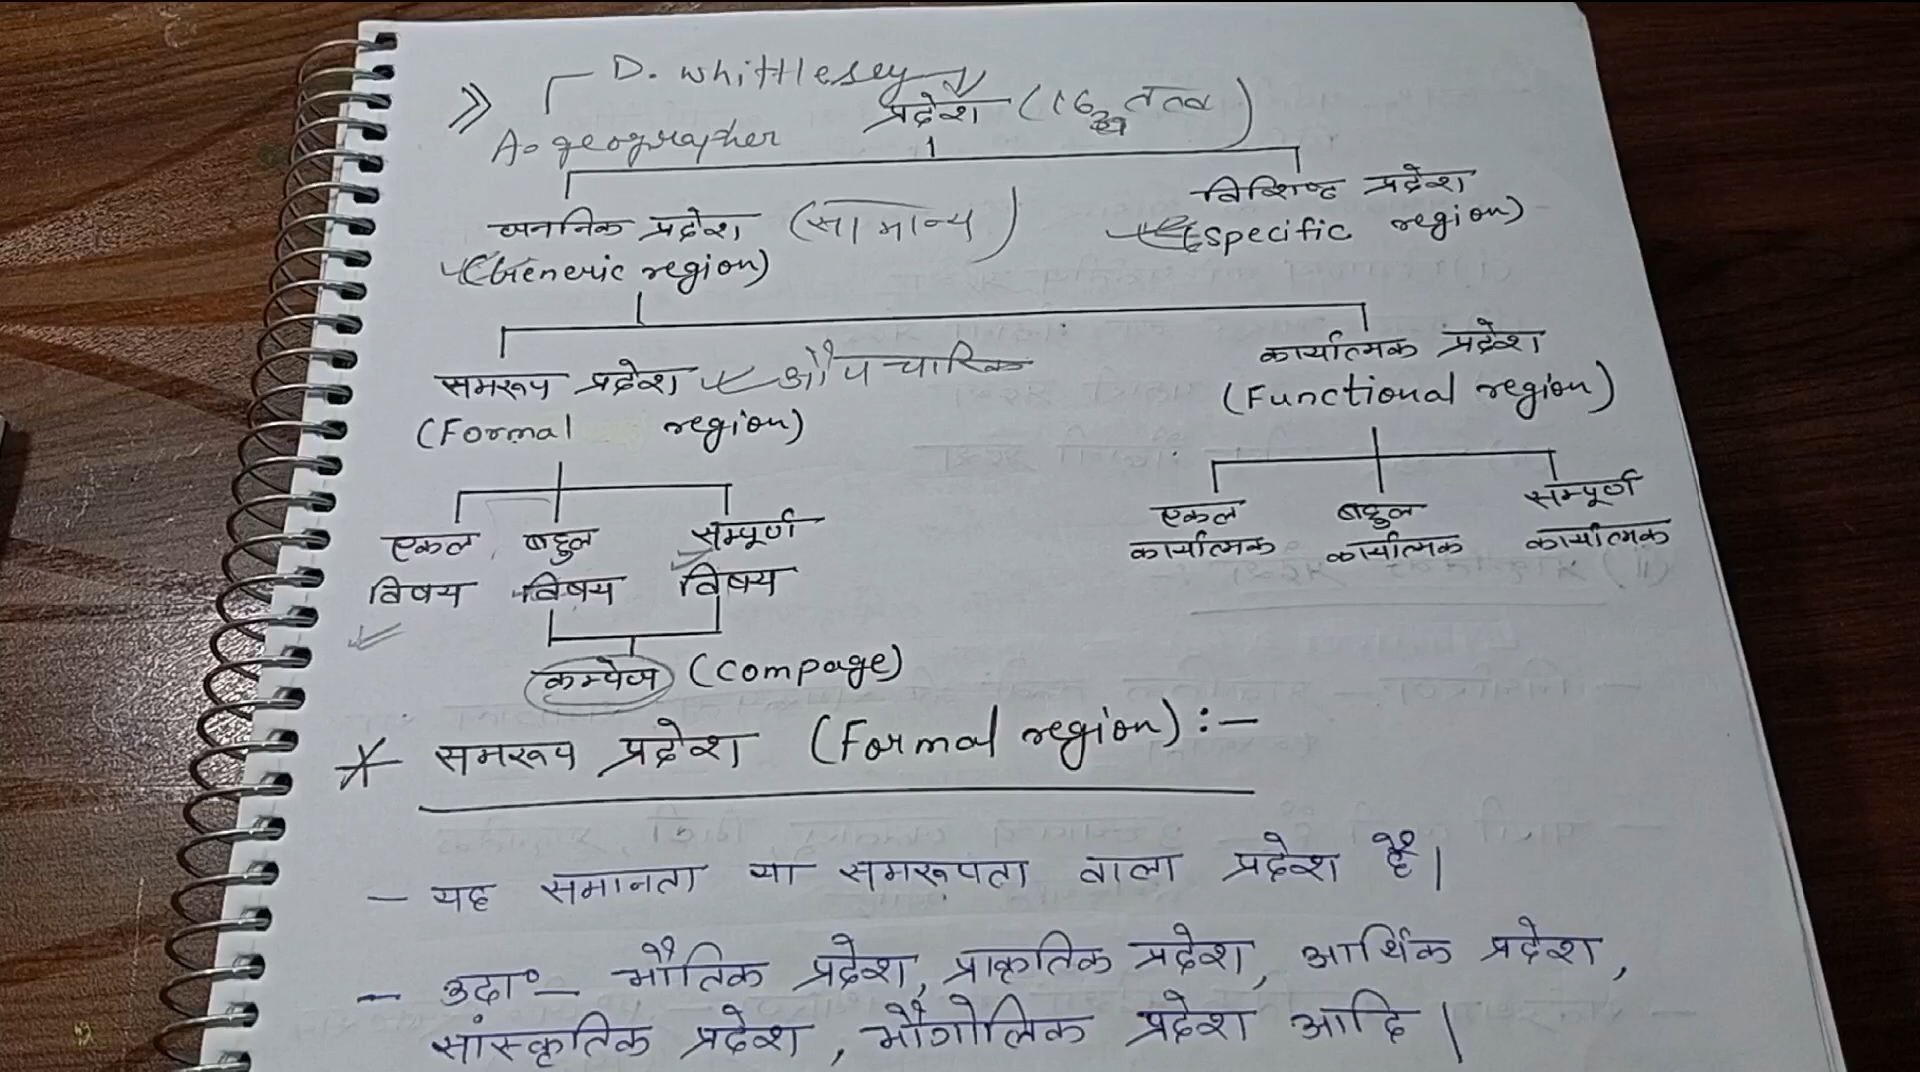 D. whittlesey
A. geographer
प्रदेश (16 तत्व)
जननिक प्रदेश (सामान्य)
(Generic region)
विशिष्ट प्रदेश
(specific region)
समरूप प्रदेश औपचारिक
(Formal region)
कार्यात्मक प्रदेश
(Functional region)
एकल विषय
बहुल विषय
सम्पूर्ण विषय
एकल कार्यात्मक
बहुल कार्यात्मक
सम्पूर्ण कार्यात्मक
कम्पेज (Compage)
* समरूप प्रदेश (Formal region) :-
- यह समानता या समरूपता वाला प्रदेश है।
- उदा° - भौतिक प्रदेश, प्राकृतिक प्रदेश, आर्थिक प्रदेश,
सांस्कृतिक प्रदेश, भौगोलिक प्रदेश आदि।